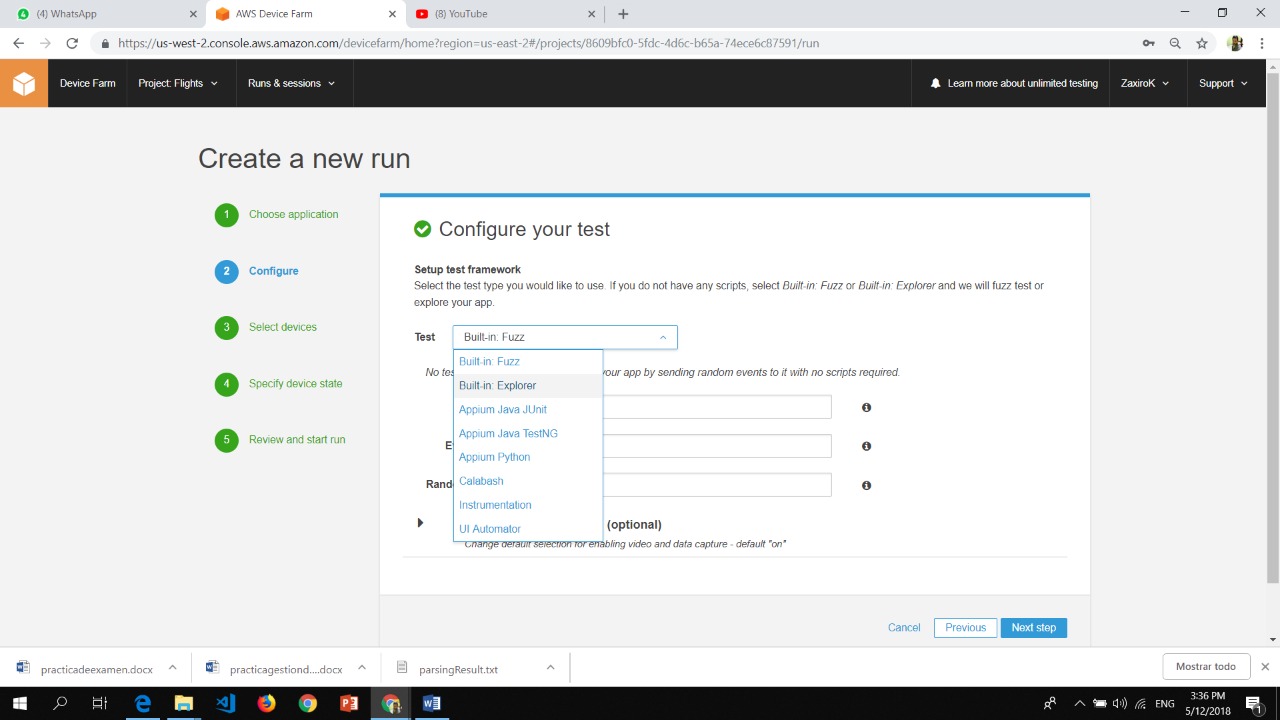 (4) WhatsApp
AWS Device Farm
(8) YouTube
https://us-west-2.console.aws.amazon.com/devicefarm/home?region=us-east-2#/projects/8609bfc0-5fdc-4d6c-b65a-74ece6c87591/run
Device Farm
Project: Flights
Runs & sessions
Learn more about unlimited testing
ZaxiroK
Support
Create a new run
1 Choose application
2 Configure
3 Select devices
4 Specify device state
5 Review and start run
Configure your test
Setup test framework
Select the test type you would like to use. If you do not have any scripts, select Built-in: Fuzz or Built-in: Explorer and we will fuzz test or
explore your app.
Test Built-in: Fuzz
Built-in: Fuzz
No your app by sending random events to it with no scripts required.
Built-in: Explorer
Appium Java JUnit
Appium Java TestNG
Appium Python
Calabash
Instrumentation
UI Automator
(optional)
Change default selection for enabling video and data capture - default "on"
Cancel
Previous
Next step
practicadeexamen.docx
practicagestiond....docx
parsingResult.txt
Mostrar todo
ENG
3:36 PM
5/12/2018
1